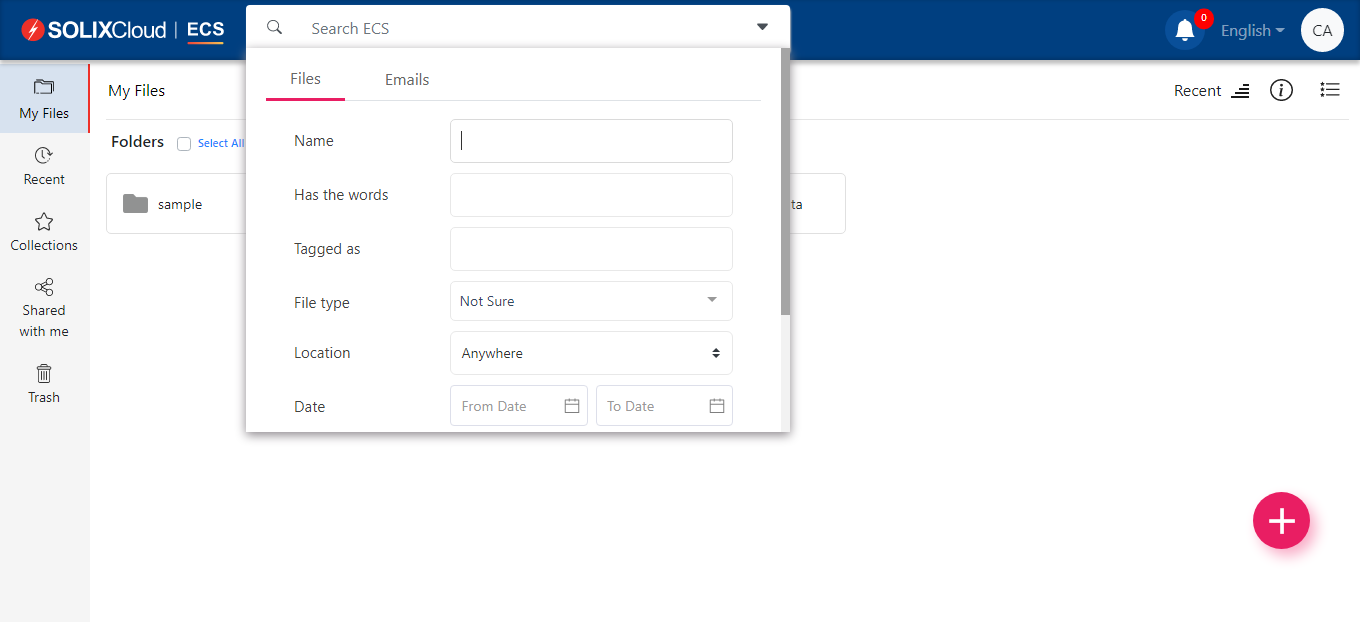 SOLIXCloud | ECS
Search ECS
0
English
CA
My Files
Recent
Collections
Shared
with me
Trash
My Files
Recent
Folders
Select All
sample
Files
Emails
Name
Has the words
Tagged as
File type
Not Sure
Location
Anywhere
Date
From Date
To Date